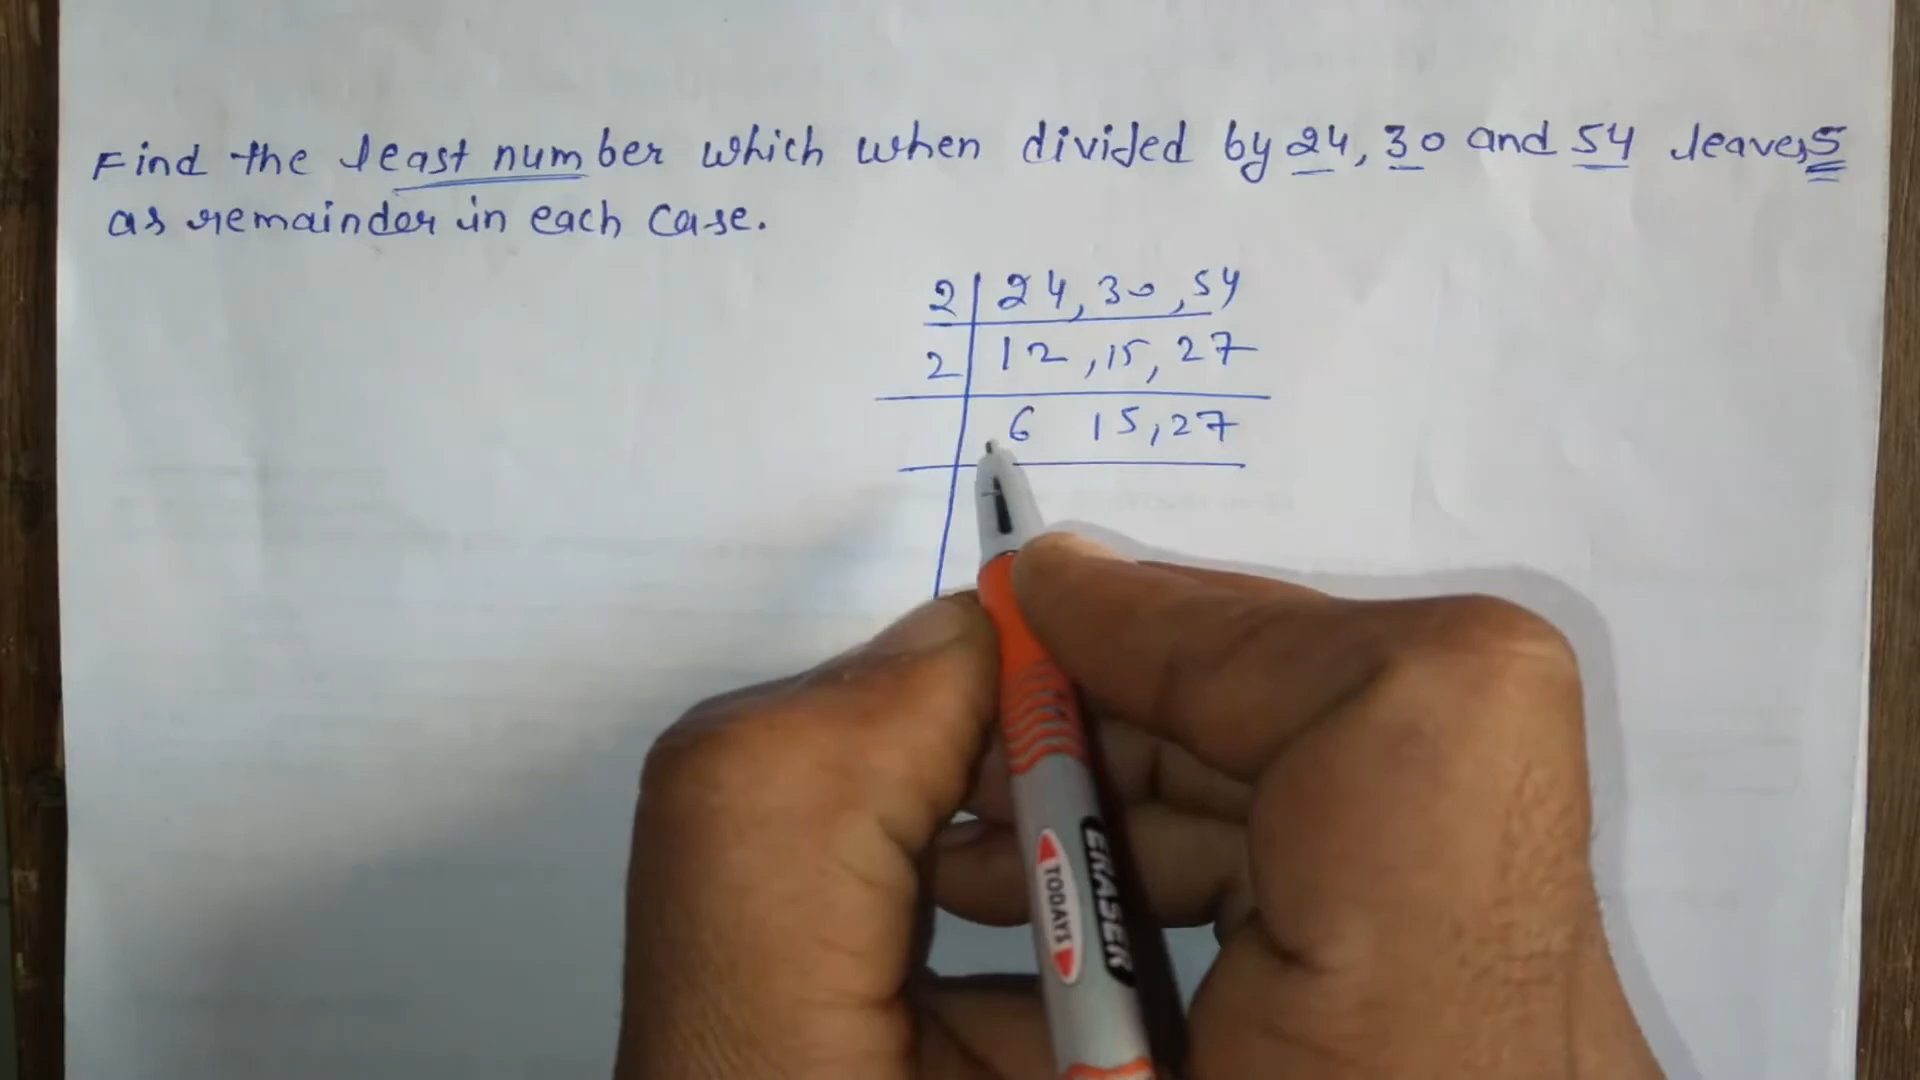 Find the least number which when divided by 24, 30 and 54 leaves 5
as remainder in each case.
2 | 24, 30, 54
2 | 12, 15, 27
6 15, 27
ERASER
TODAYS